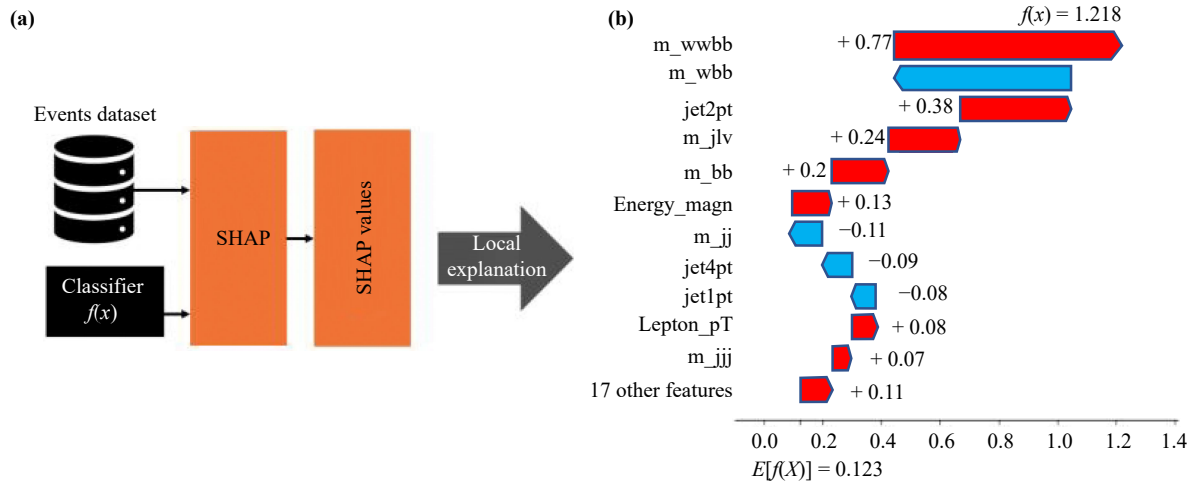 (a)
Events dataset
SHAP
SHAP values
Classifier
f(x)
Local
explanation
(b)
f(x) = 1.218
m_wwbb
+ 0.77
m_wbb
jet2pt
+ 0.38
m_jlv
+ 0.24
m_bb
+ 0.2
Energy_magn
+ 0.13
m_jj
−0.11
jet4pt
−0.09
jet1pt
−0.08
Lepton_pT
+ 0.08
m_jjj
+ 0.07
17 other features
+ 0.11
0.0 0.2 0.4 0.6 0.8 1.0 1.2 1.4
E[f(X)] = 0.123